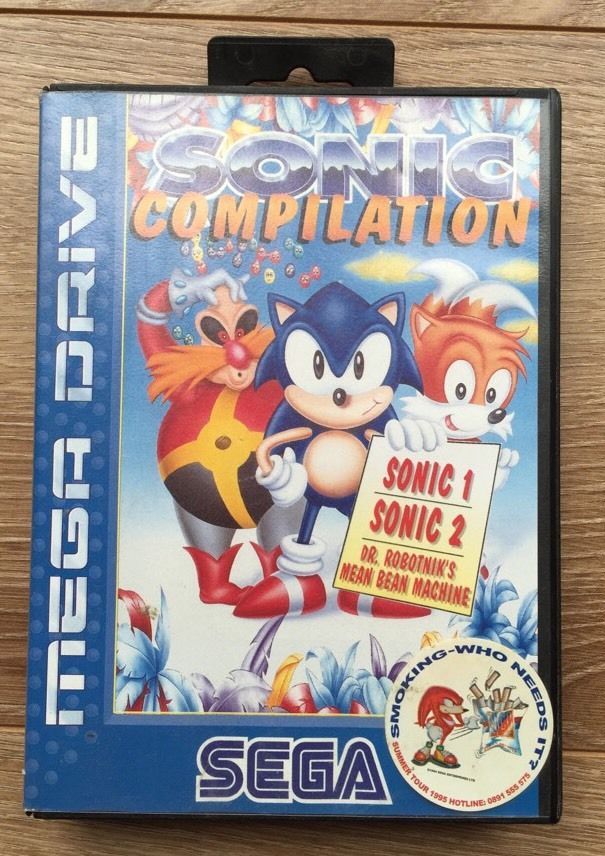 MEGA DRIVE
SONIC
COMPILATION
SONIC 1
SONIC 2
DR. ROBOTNIK'S
MEAN BEAN MACHINE
SMOKING-WHO NEEDS IT?
SUMMER TOUR 1995 HOTLINE: 0891 555 575
SEGA